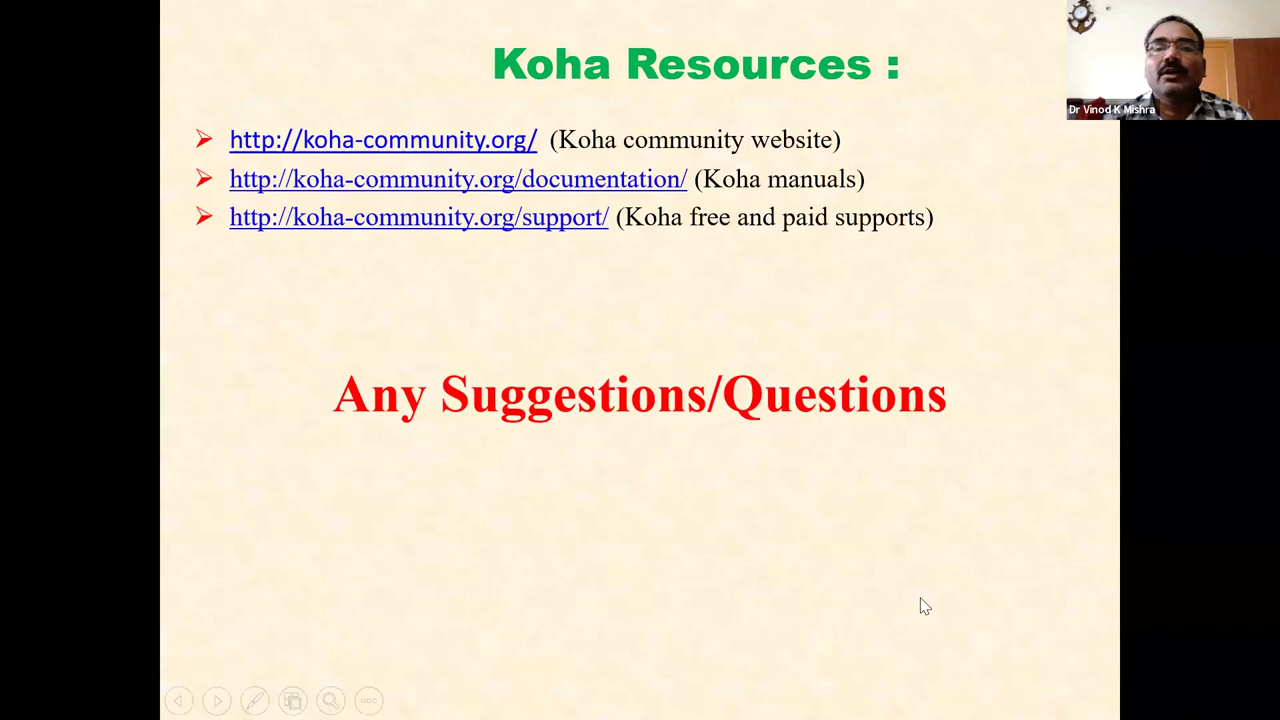 Koha Resources :
Dr Vinod K Mishra
http://koha-community.org/ (Koha community website)
http://koha-community.org/documentation/ (Koha manuals)
http://koha-community.org/support/ (Koha free and paid supports)
Any Suggestions/Questions